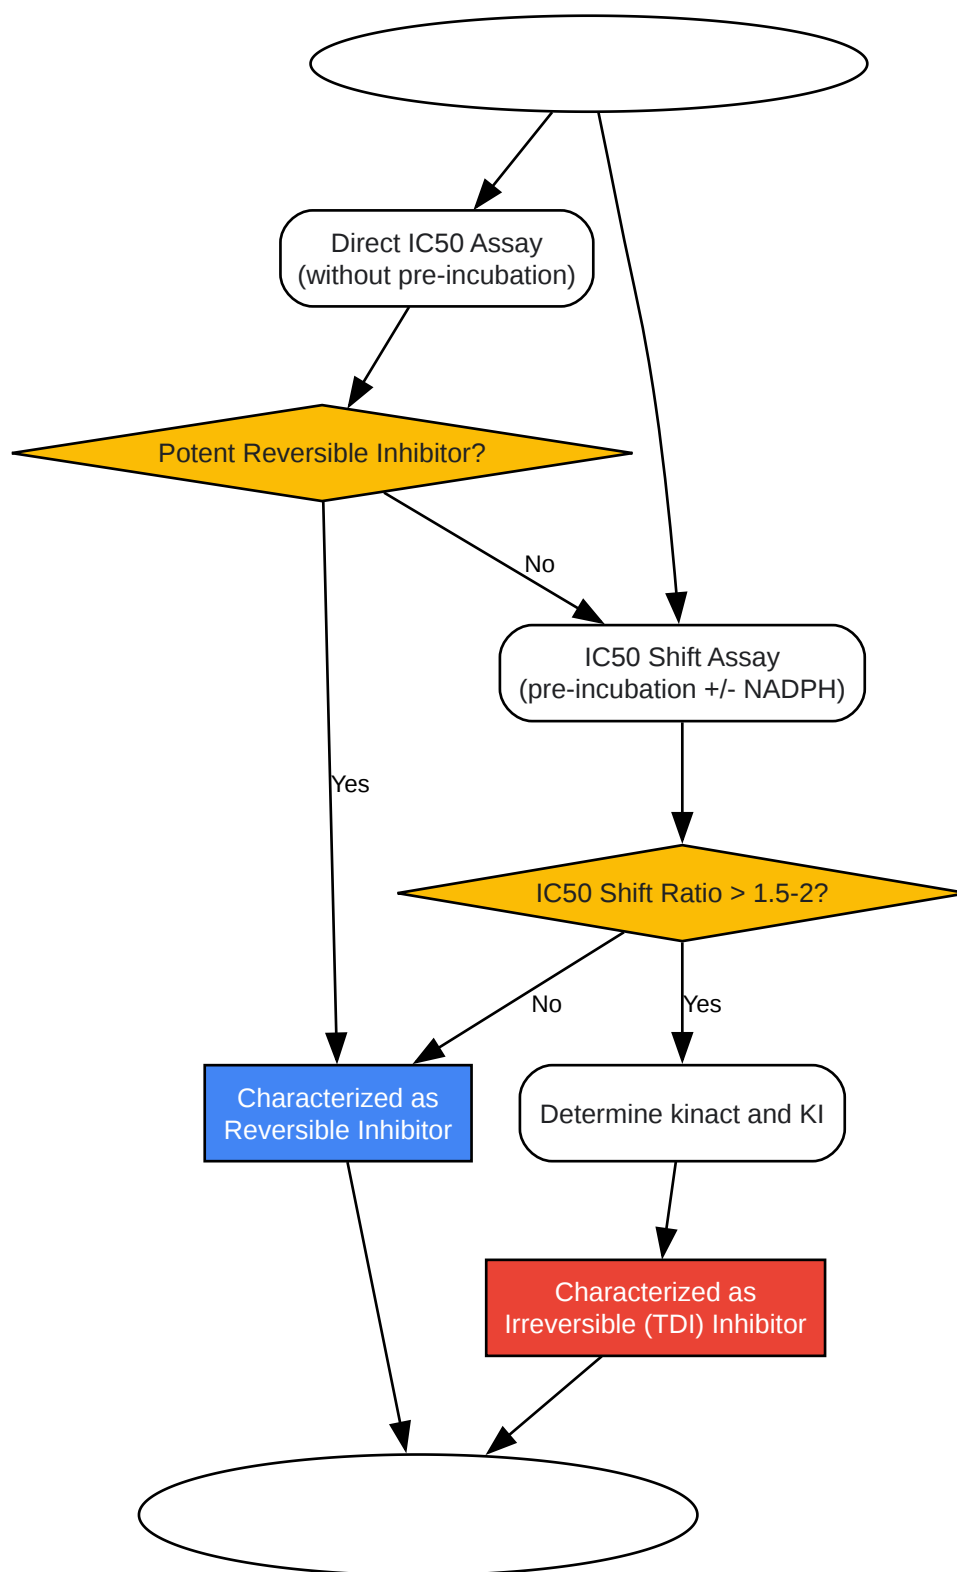 Direct IC50 Assay
(without pre-incubation)
Potent Reversible Inhibitor?
No
IC50 Shift Assay
(pre-incubation +/- NADPH)
Yes
IC50 Shift Ratio > 1.5-2?
No
Yes
Characterized as
Reversible Inhibitor
Determine kinact and KI
Characterized as
Irreversible (TDI) Inhibitor